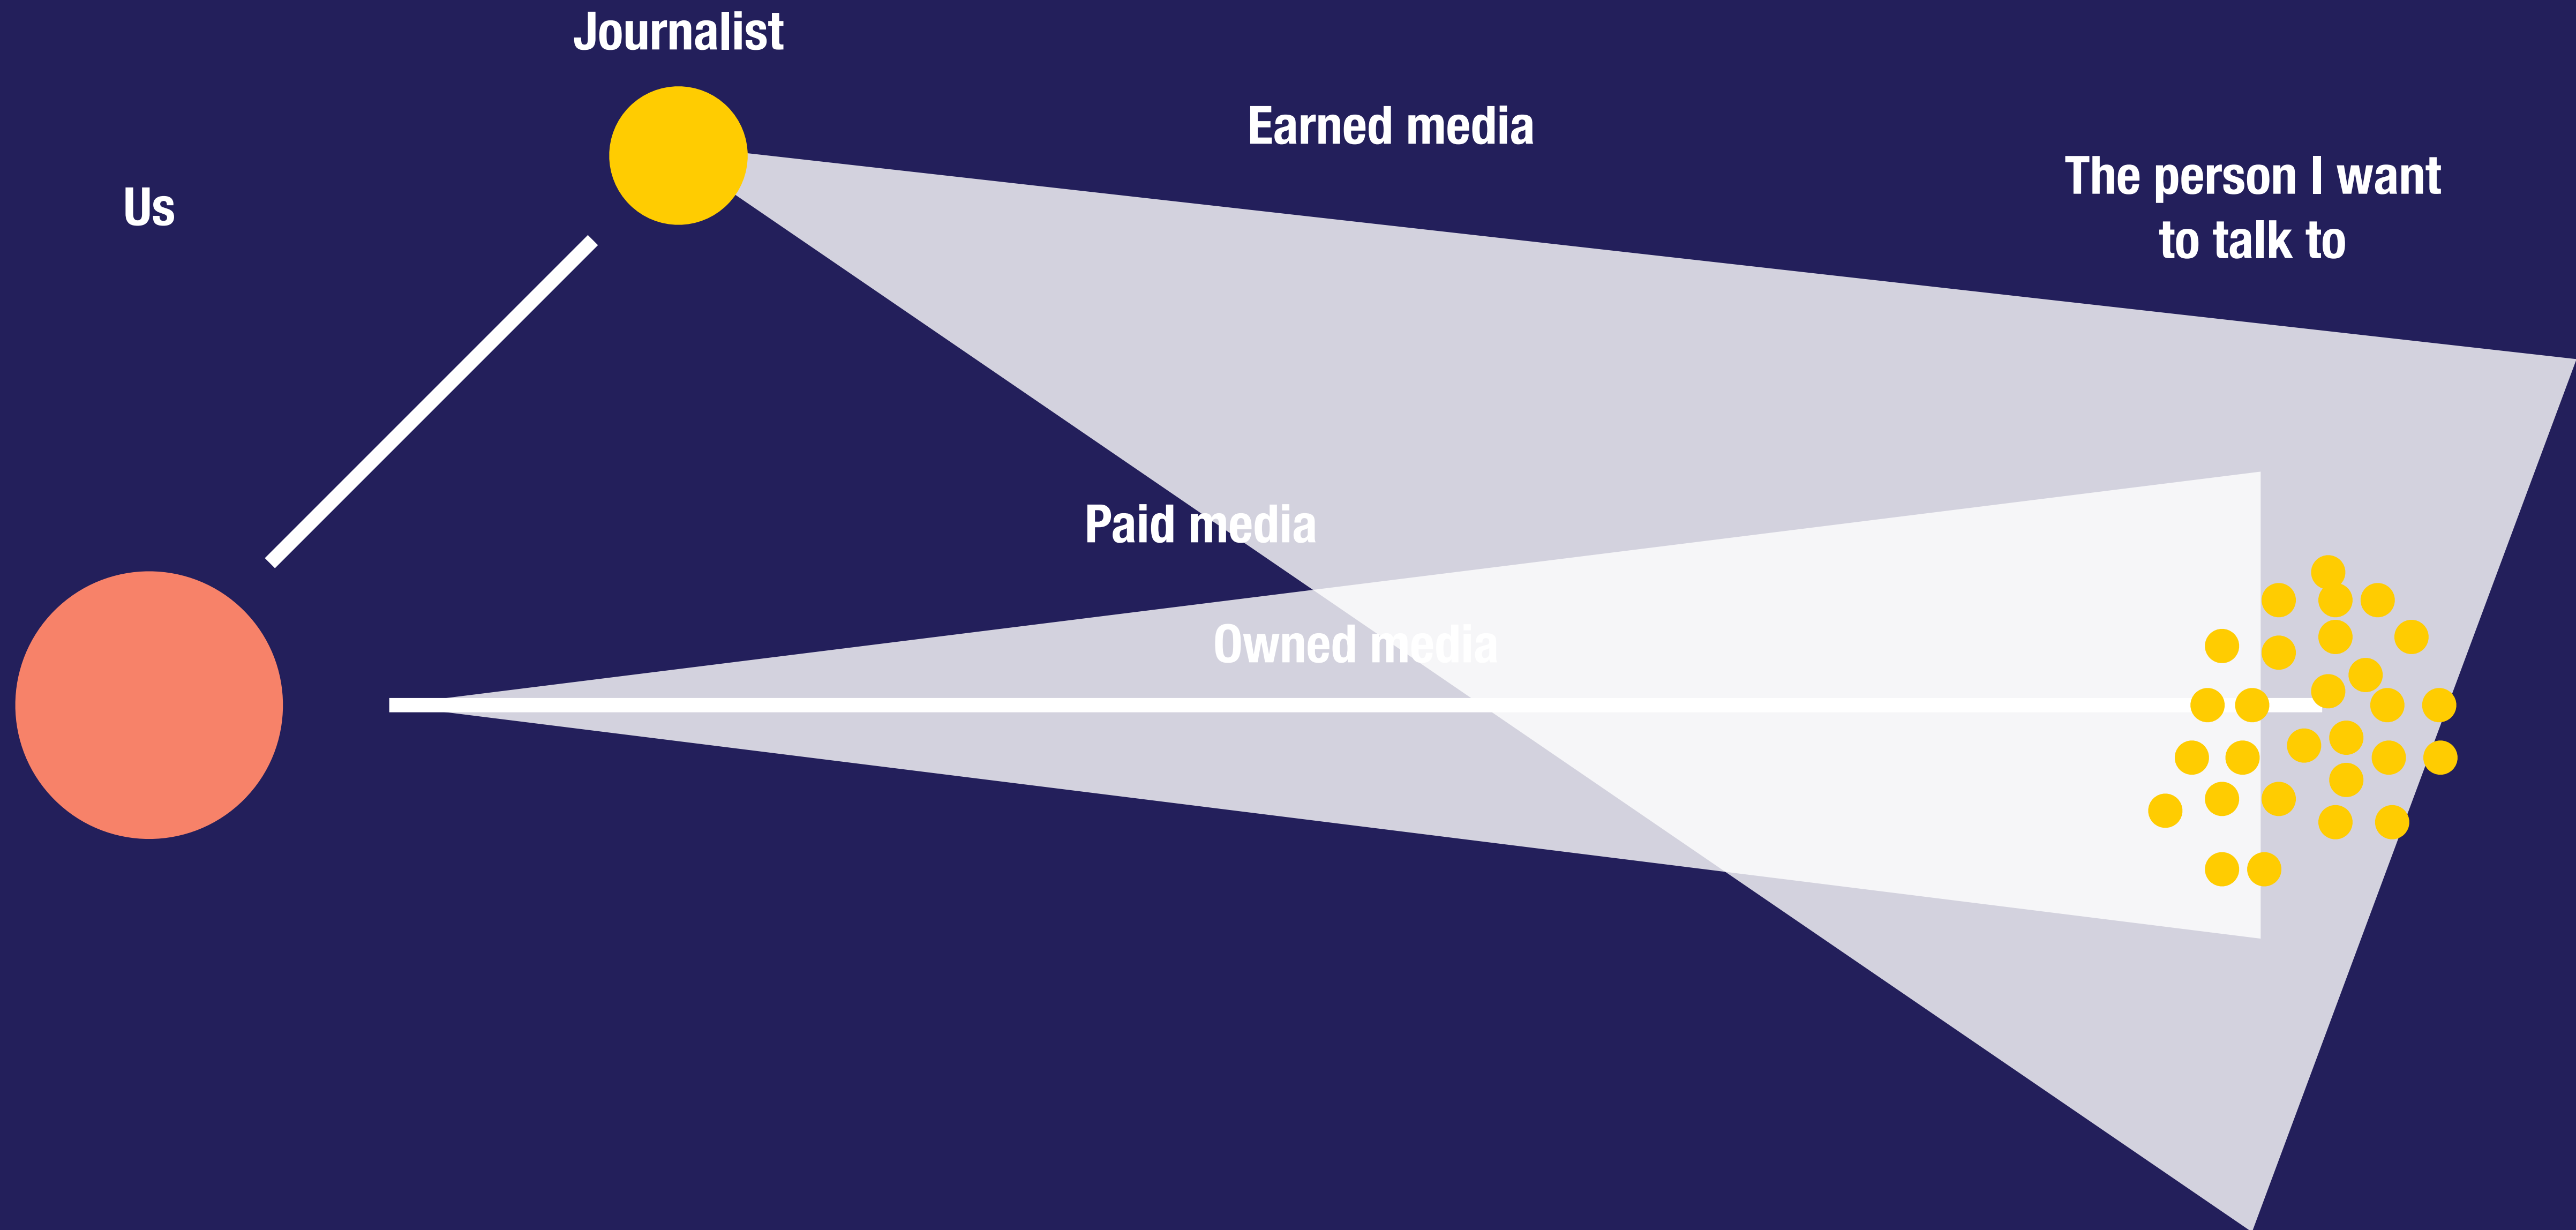 Journalist
Us
Earned media
The person I want
to talk to
Paid media
Owned media